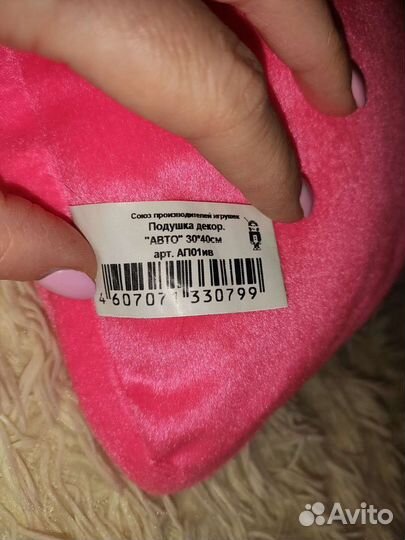 Союз производителей игрушек
Подушка декор.
"АВТО" 30*40см
арт. АП01ив
4 607071 330799
Avito